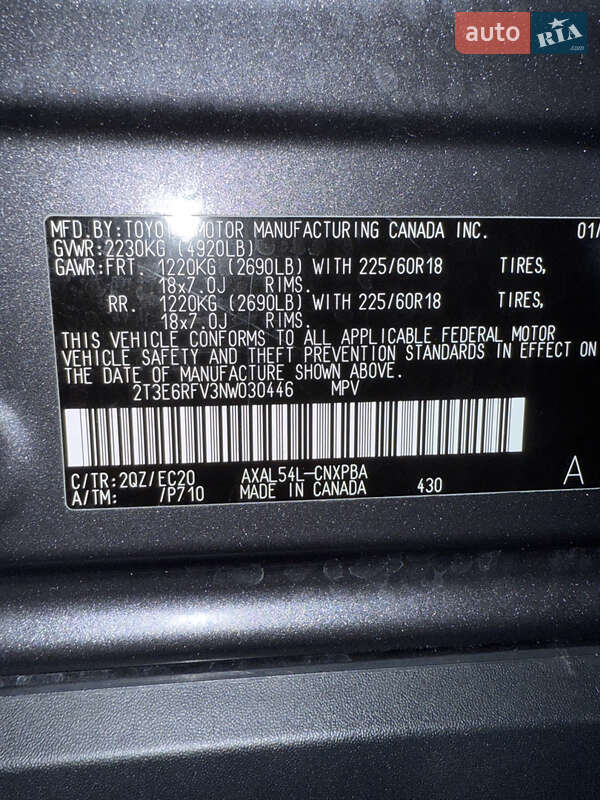 auto RIA .com
MFD.BY:TOYO MOTOR MANUFACTURING CANADA INC. 01/
GVWR:2230KG (4920LB)
GAWR:FRT. 1220KG (2690LB) WITH 225/60R18 TIRES,
18x7.0J RIMS.
RR. 1220KG (2690LB) WITH 225/60R18 TIRES,
18x7.0J RIMS.
THIS VEHICLE CONFORMS TO ALL APPLICABLE FEDERAL MOTOR
VEHICLE SAFETY AND THEFT PREVENTION STANDARDS IN EFFECT ON
THE DATE OF MANUFACTURE SHOWN ABOVE.
2T3E6RFV3NW030446 MPV
C/TR:2QZ/EC20 AXAL54L-CNXPBA A
A/TM: /P710 MADE IN CANADA 430